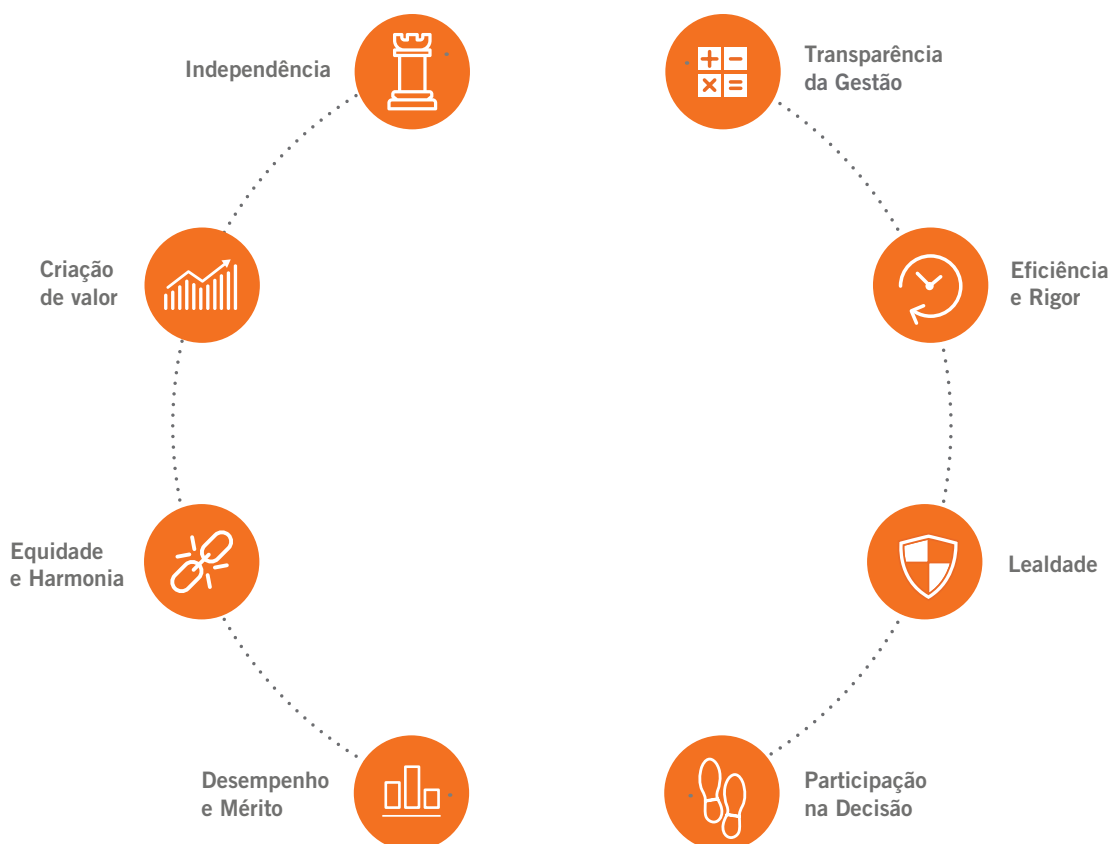 Independência
Transparência
da Gestão
Criação
de valor
Eficiência
e Rigor
Equidade
e Harmonia
Lealdade
Desempenho
e Mérito
Participação
na Decisão